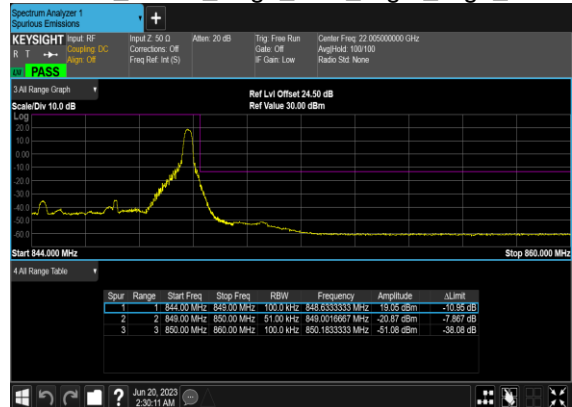 Spectrum Analyzer 1
Spurious Emissions
+
KEYSIGHT Input: RF Input Z: 50 Ω Atten: 20 dB Trig: Free Run Center Freq: 22.005000000 GHz
R T Coupling: DC Corrections: Off Gate: Off Avg|Hold: 100/100
Align: Off Freq Ref: Int (S) IF Gain: Low Radio Std: None
PASS
3 All Range Graph
Ref Lvl Offset 24.50 dB
Scale/Div 10.0 dB Ref Value 30.00 dBm
Log
20.0
10.0
0.00
-10.0
-20.0
-30.0
-40.0
-50.0
-60.0
Start 844.000 MHz Stop 860.000 MHz
4 All Range Table
Spur Range Start Freq Stop Freq RBW Frequency Amplitude ΔLimit
1 1 844.00 MHz 849.00 MHz 100.0 kHz 848.6333333 MHz 19.05 dBm -10.95 dB
2 2 849.00 MHz 850.00 MHz 51.00 kHz 849.0016667 MHz -20.87 dBm -7.867 dB
3 3 850.00 MHz 860.00 MHz 100.0 kHz 850.1833333 MHz -51.08 dBm -38.08 dB
? Jun 20, 2023
2:30:11 AM